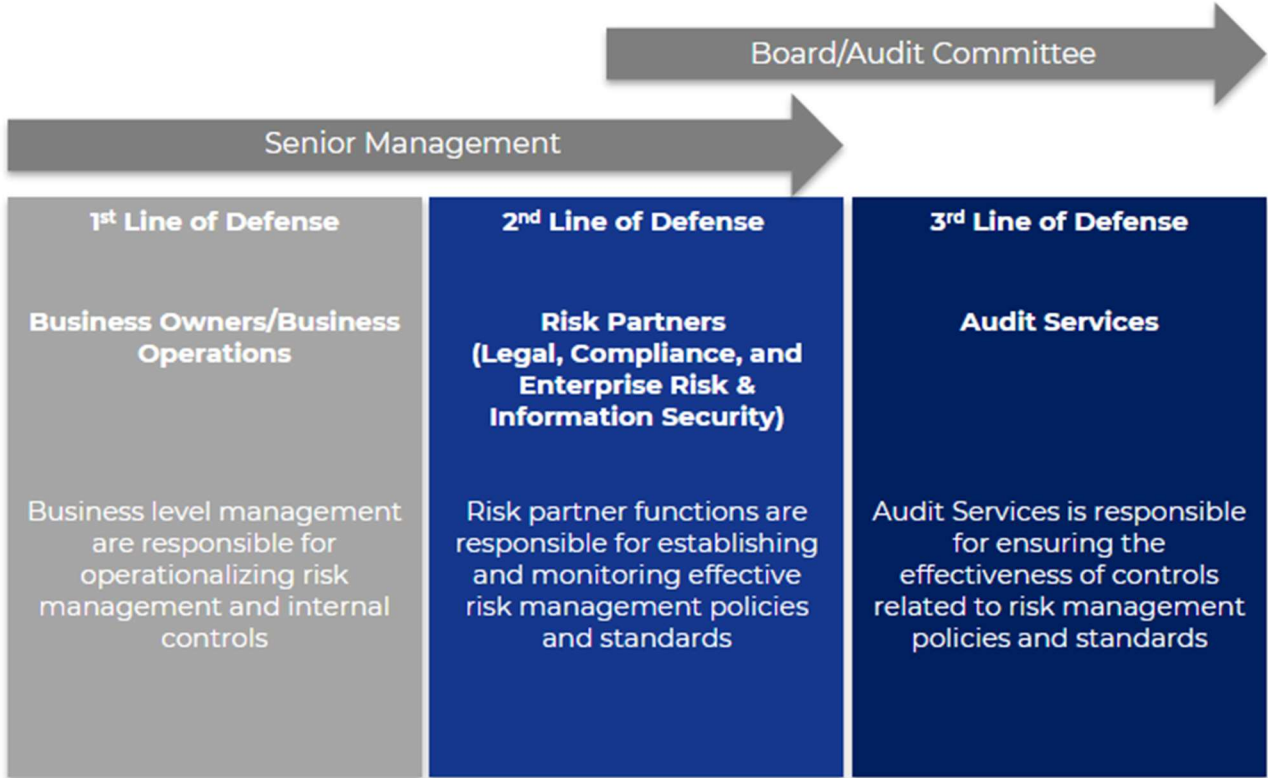 Board/Audit Committee
Senior Management
1st Line of Defense
Business Owners/Business
Operations
Business level management
are responsible for
operationalizing risk
management and internal
controls
2nd Line of Defense
Risk Partners
(Legal, Compliance, and
Enterprise Risk &
Information Security)
Risk partner functions are
responsible for establishing
and monitoring effective
risk management policies
and standards
3rd Line of Defense
Audit Services
Audit Services is responsible
for ensuring the
effectiveness of controls
related to risk management
policies and standards